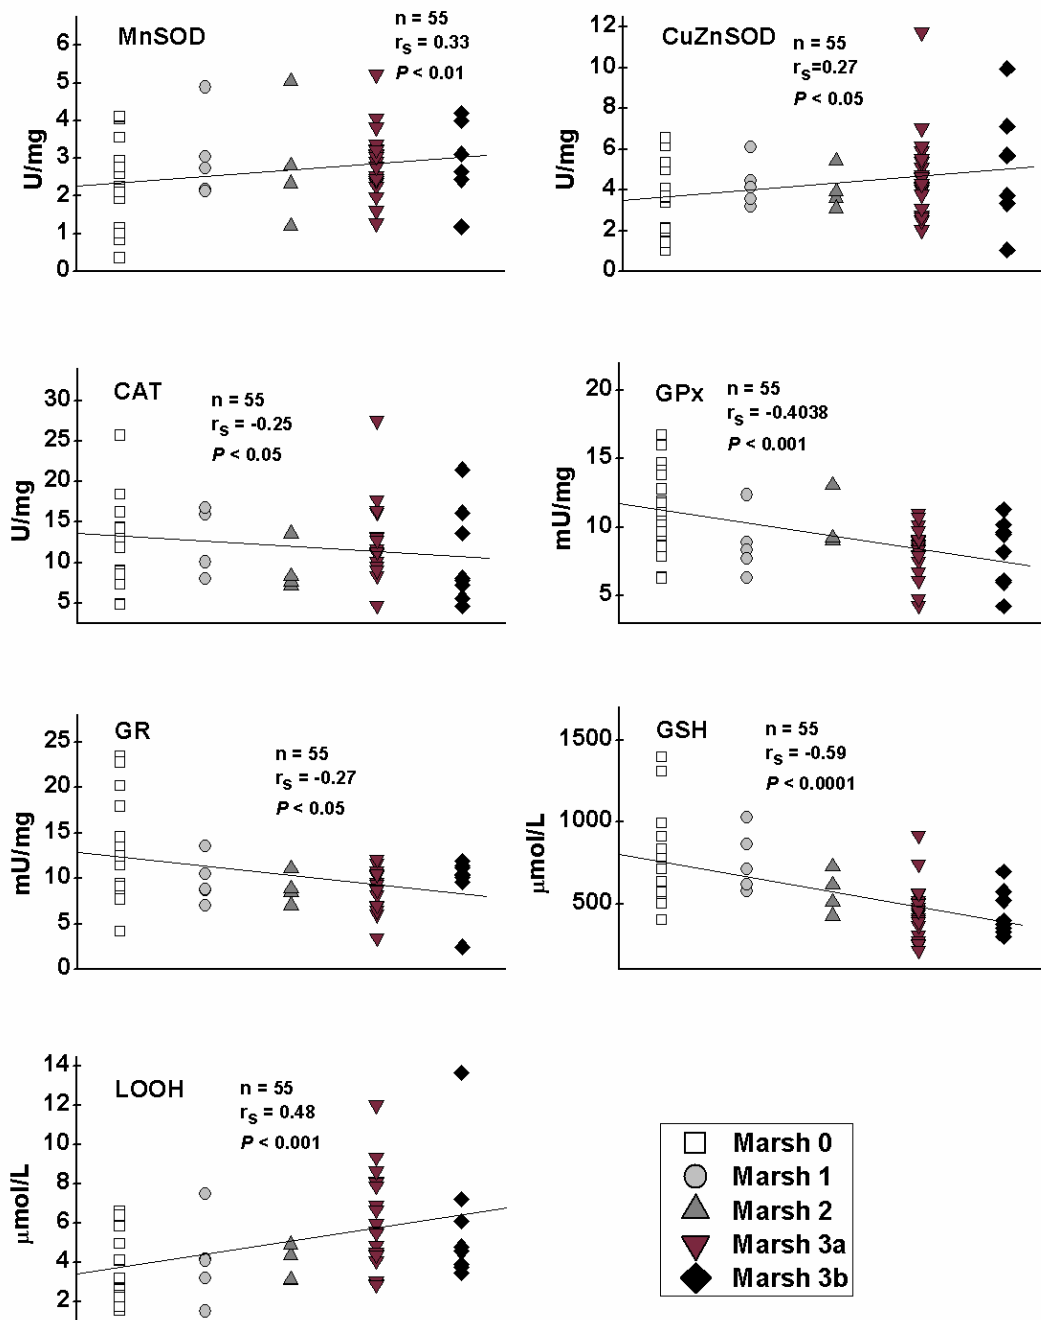 MnSOD
n = 55
rS = 0.33
P < 0.01
6
5
4
3
2
1
0
U/mg
CuZnSOD
n = 55
rS=0.27
P < 0.05
12
10
8
6
4
2
0
U/mg
CAT
n = 55
rS = -0.25
P < 0.05
30
25
20
15
10
5
U/mg
GPx
n = 55
rS = -0.4038
P < 0.001
20
15
10
5
mU/mg
GR
n = 55
rS = -0.27
P < 0.05
25
20
15
10
5
0
mU/mg
GSH
n = 55
rS = -0.59
P < 0.0001
1500
1000
500
µmol/L
LOOH
n = 55
rS = 0.48
P < 0.001
14
12
10
8
6
4
2
µmol/L
Marsh 0
Marsh 1
Marsh 2
Marsh 3a
Marsh 3b